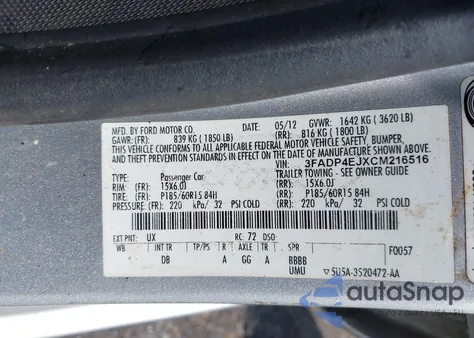 MFD. BY FORD MOTOR CO. 05/12 GVWR: 1642 KG ( 3620 LB)
GAWR: (FR) 839 KG ( 1850 LB) (RR) 816 KG ( 1800 LB)
THIS VEHICLE CONFORMS TO ALL APPLICABLE
FEDERAL MOTOR VEHICLE SAFETY, BUMPER,
AND THEFT PREVENTION STANDARDS IN EFFECT ON THE
DATE OF MANUFACTURE SHOWN ABOVE.
VIN: 3FADP4EJXCM216516
TYPE: Passenger Car TRAILER TOWING - SEE OWNER GUIDE
RIM: (FR) 15X6.0J (RR) 15X6.0J
TIRE: (FR) P185/60R15 84H (RR) P185/60R15 84H
PRESSURE: (FR) 220 kPa/ 32 PSI COLD (RR) 220 kPa/ 32 PSI COLD
EXT PNT: UX RC: 72 DSO: F0057
WB INT TR TP/PS R AXLE TR SPR
DB A GG A BBBB
UMU 5U5A-3520472-AA
autoSnap